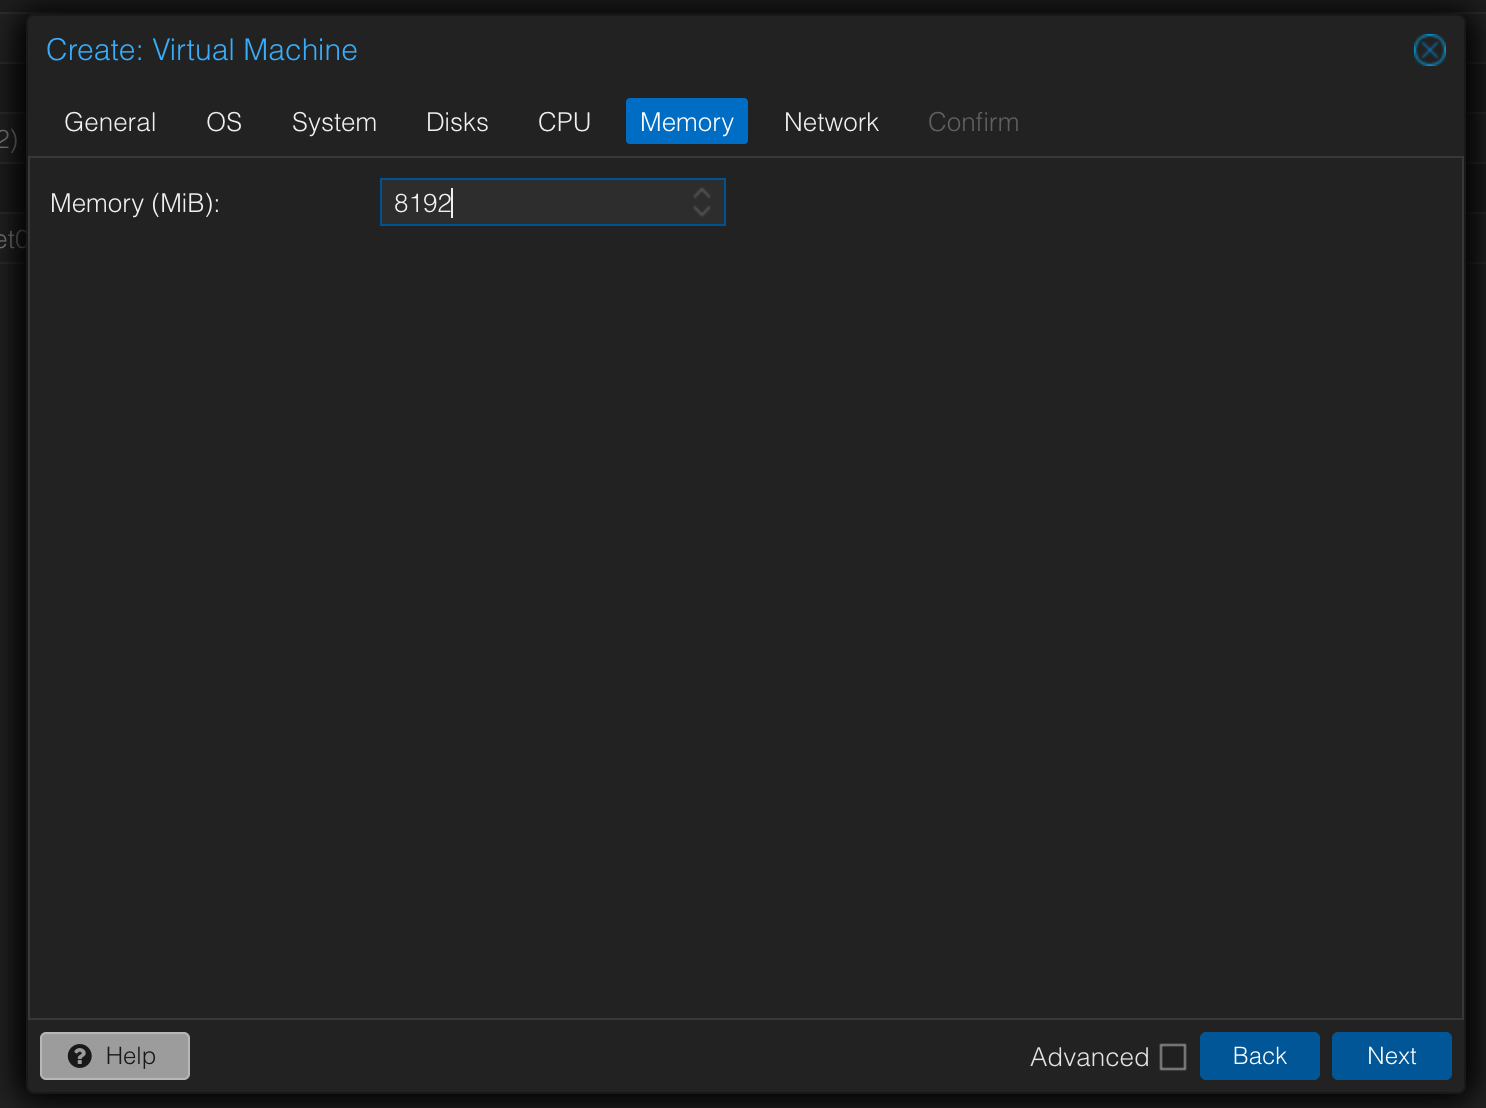 Create: Virtual Machine
General OS System Disks CPU Memory Network Confirm
2)
Memory (MiB): 8192
et0
Help Advanced Back Next